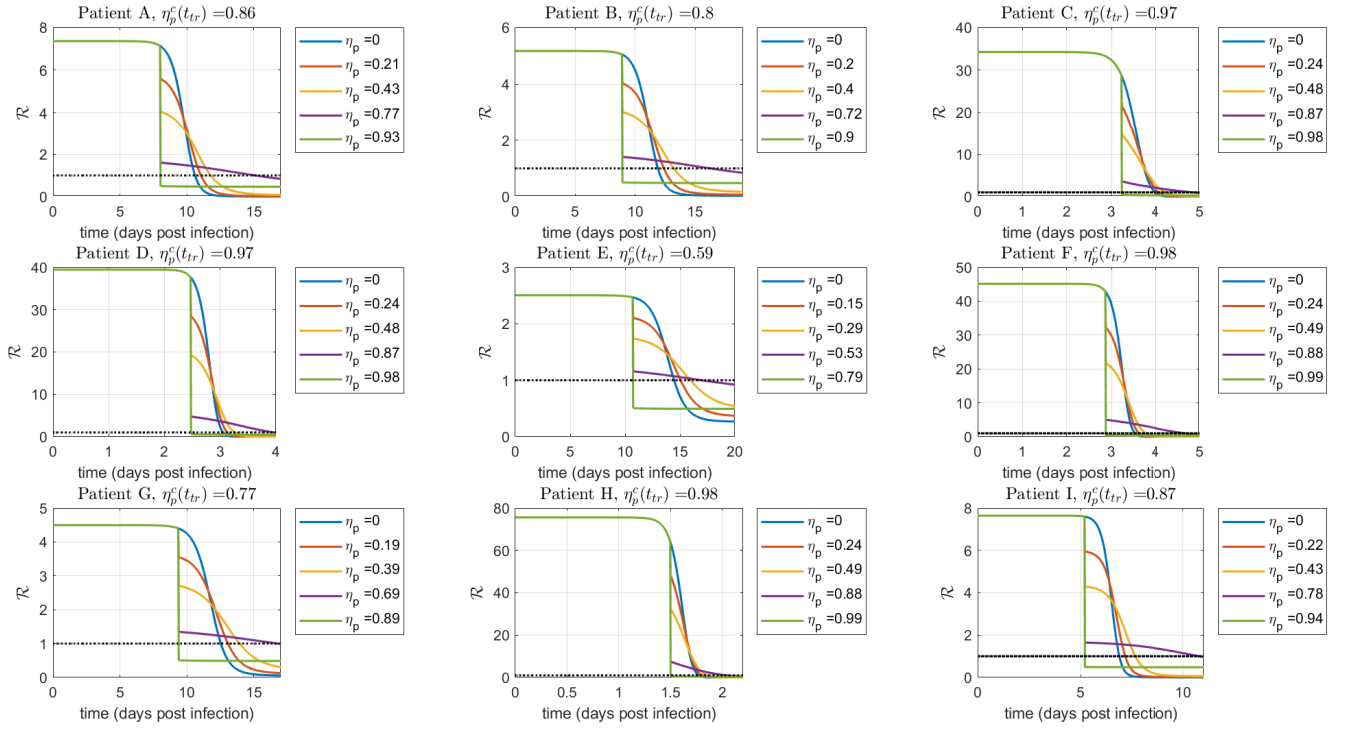 Patient A, η_p^c(t_tr) =0.86
8
6
4
2
0
ℛ
0 5 10 15
time (days post infection)
η_p =0
η_p =0.21
η_p =0.43
η_p =0.77
η_p =0.93
Patient B, η_p^c(t_tr) =0.8
6
4
2
0
ℛ
0 5 10 15
time (days post infection)
η_p =0
η_p =0.2
η_p =0.4
η_p =0.72
η_p =0.9
Patient C, η_p^c(t_tr) =0.97
40
30
20
10
0
ℛ
0 1 2 3 4 5
time (days post infection)
η_p =0
η_p =0.24
η_p =0.48
η_p =0.87
η_p =0.98
Patient D, η_p^c(t_tr) =0.97
40
30
20
10
0
ℛ
0 1 2 3 4
time (days post infection)
η_p =0
η_p =0.24
η_p =0.48
η_p =0.87
η_p =0.98
Patient E, η_p^c(t_tr) =0.59
3
2
1
0
ℛ
0 5 10 15 20
time (days post infection)
η_p =0
η_p =0.15
η_p =0.29
η_p =0.53
η_p =0.79
Patient F, η_p^c(t_tr) =0.98
50
40
30
20
10
0
ℛ
0 1 2 3 4 5
time (days post infection)
η_p =0
η_p =0.24
η_p =0.49
η_p =0.88
η_p =0.99
Patient G, η_p^c(t_tr) =0.77
5
4
3
2
1
0
ℛ
0 5 10 15
time (days post infection)
η_p =0
η_p =0.19
η_p =0.39
η_p =0.69
η_p =0.89
Patient H, η_p^c(t_tr) =0.98
80
60
40
20
0
ℛ
0 0.5 1 1.5 2
time (days post infection)
η_p =0
η_p =0.24
η_p =0.49
η_p =0.88
η_p =0.99
Patient I, η_p^c(t_tr) =0.87
8
6
4
2
0
ℛ
0 5 10
time (days post infection)
η_p =0
η_p =0.22
η_p =0.43
η_p =0.78
η_p =0.94